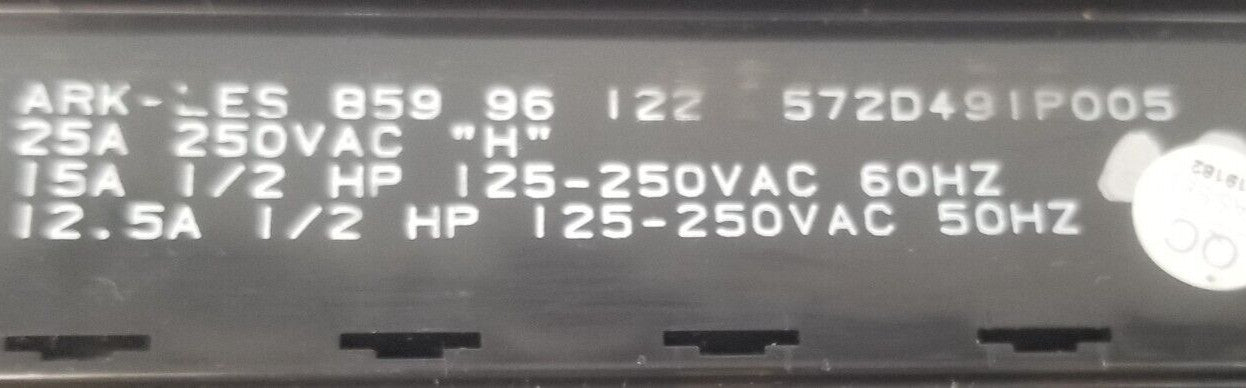 ARK-LES 859 96 122 572D491P005
25A 250VAC "H"
15A 1/2 HP 125-250VAC 60HZ
12.5A 1/2 HP 125-250VAC 50HZ
QC